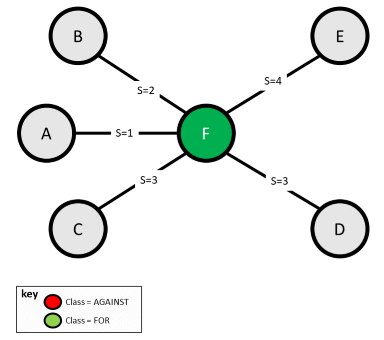 B
E
S=2
S=4
A
S=1
F
S=3
S=3
C
D
key
Class = AGAINST
Class = FOR